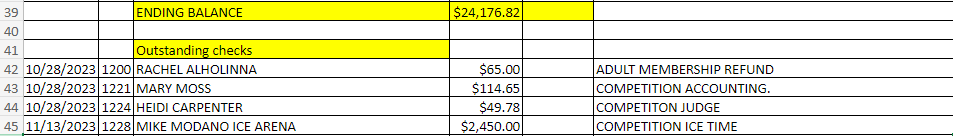 39 ENDING BALANCE $24,176.82
40
41 Outstanding checks
42 10/28/2023 1200 RACHEL ALHOLINNA $65.00 ADULT MEMBERSHIP REFUND
43 10/28/2023 1221 MARY MOSS $114.65 COMPETITION ACCOUNTING.
44 10/28/2023 1224 HEIDI CARPENTER $49.78 COMPETITON JUDGE
45 11/13/2023 1228 MIKE MODANO ICE ARENA $2,450.00 COMPETITION ICE TIME